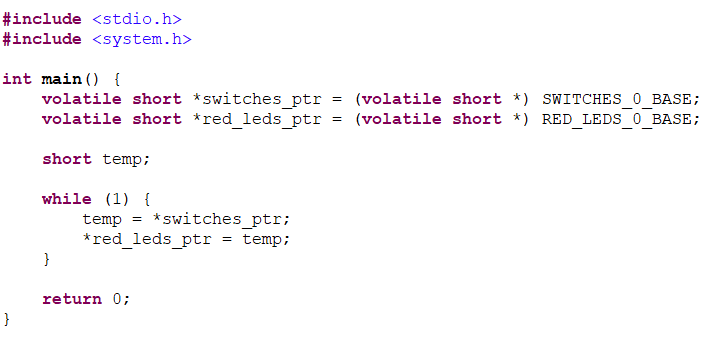 #include <stdio.h>
#include <system.h>
int main() {
    volatile short *switches_ptr = (volatile short *) SWITCHES_0_BASE;
    volatile short *red_leds_ptr = (volatile short *) RED_LEDS_0_BASE;
    short temp;
    while (1) {
        temp = *switches_ptr;
        *red_leds_ptr = temp;
    }
    return 0;
}